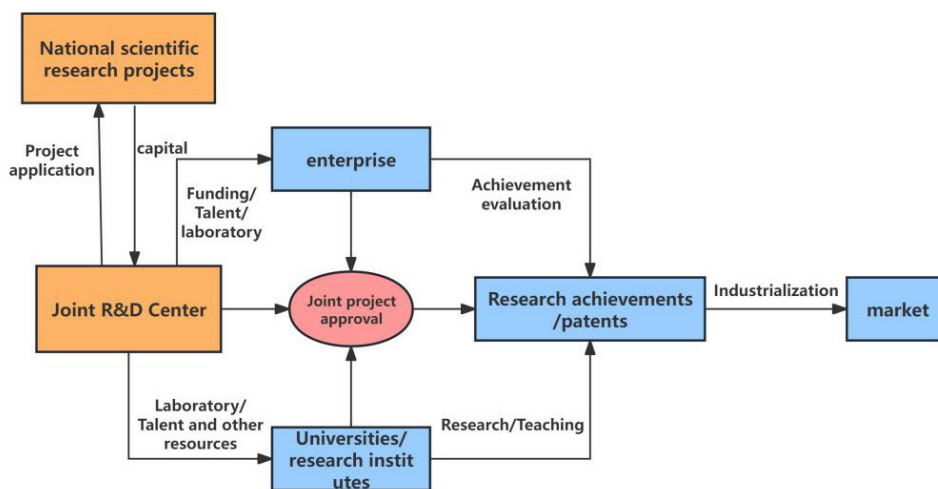 National scientific
research projects
Project
application
capital
enterprise
Funding/
Talent/
laboratory
Achievement
evaluation
Joint R&D Center
Joint project
approval
Research achievements
/patents
Industrialization
market
Laboratory/
Talent and other
resources
Universities/
research instit
utes
Research/Teaching